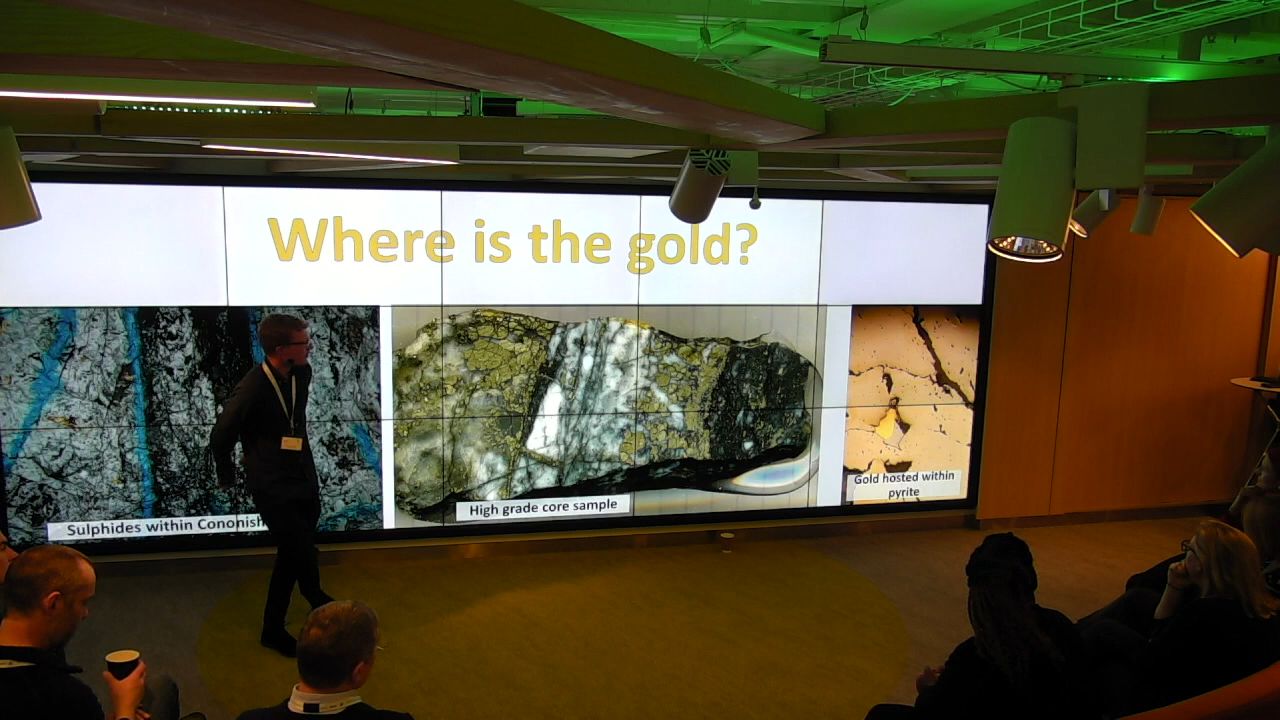 Where is the gold?
Sulphides within Cononish
High grade core sample
Gold hosted within
pyrite